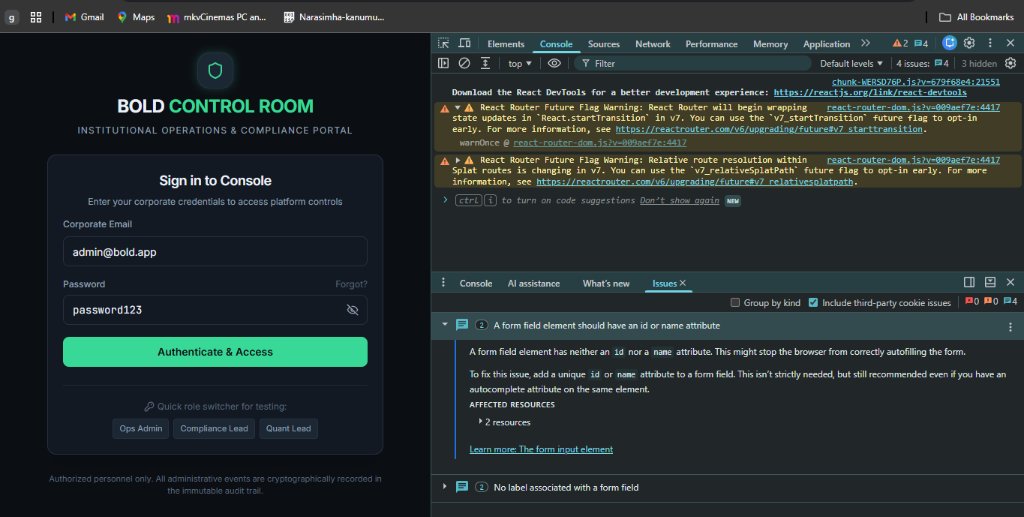 g
Gmail
Maps
mkvCinemas PC an...
Narasimha-kanumu...
All Bookmarks
BOLD CONTROL ROOM
INSTITUTIONAL OPERATIONS & COMPLIANCE PORTAL
Sign in to Console
Enter your corporate credentials to access platform controls
Corporate Email
admin@bold.app
Password
Forgot?
password123
Authenticate & Access
Quick role switcher for testing:
Ops Admin
Compliance Lead
Quant Lead
Authorized personnel only. All administrative events are cryptographically recorded in
the immutable audit trail.
Elements
Console
Sources
Network
Performance
Memory
Application
2
4
top
Filter
Default levels
4 issues:
4
3 hidden
chunk-WERSD76P.js?v=679f68e4:21551
Download the React DevTools for a better development experience: https://reactjs.org/link/react-devtools
React Router Future Flag Warning: React Router will begin wrapping react-router-dom.js?v=009aef7e:4417
state updates in `React.startTransition` in v7. You can use the `v7_startTransition` future flag to opt-in
early. For more information, see https://reactrouter.com/v6/upgrading/future#v7_starttransition.
warnOnce @ react-router-dom.js?v=009aef7e:4417
React Router Future Flag Warning: Relative route resolution within react-router-dom.js?v=009aef7e:4417
Splat routes is changing in v7. You can use the `v7_relativeSplatPath` future flag to opt-in early. For more
information, see https://reactrouter.com/v6/upgrading/future#v7_relativesplatpath.
ctrl i to turn on code suggestions Don't show again NEW
Console
AI assistance
What's new
Issues
Group by kind
Include third-party cookie issues
0
0
4
2 A form field element should have an id or name attribute
A form field element has neither an id nor a name attribute. This might stop the browser from correctly autofilling the form.
To fix this issue, add a unique id or name attribute to a form field. This isn't strictly needed, but still recommended even if you have an
autocomplete attribute on the same element.
AFFECTED RESOURCES
2 resources
Learn more: The form input element
2 No label associated with a form field